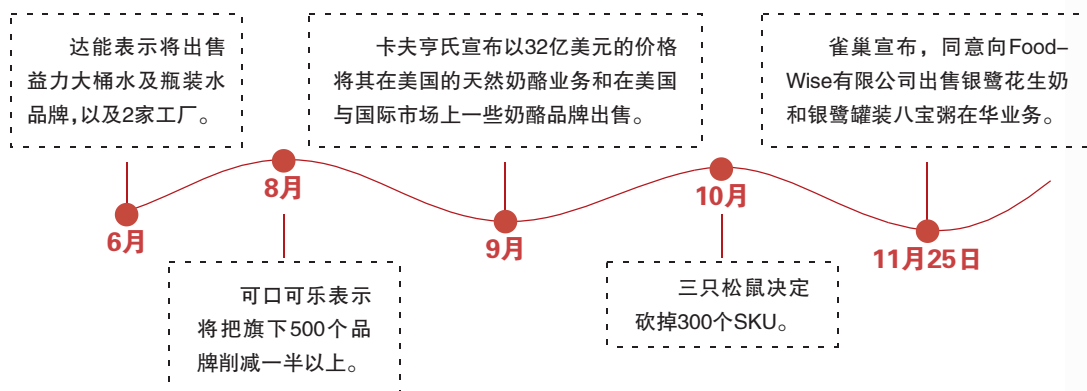 达能表示将出售
益力大桶水及瓶装水
品牌,以及2家工厂。
6月
8月
可口可乐表示
将把旗下500个品
牌削减一半以上。
卡夫亨氏宣布以32亿美元的价格
将其在美国的天然奶酪业务和在美国
与国际市场上一些奶酪品牌出售。
9月
10月
三只松鼠决定
砍掉300个SKU。
雀巢宣布，同意向Food-
Wise有限公司出售银鹭花生奶
和银鹭罐装八宝粥在华业务。
11月25日